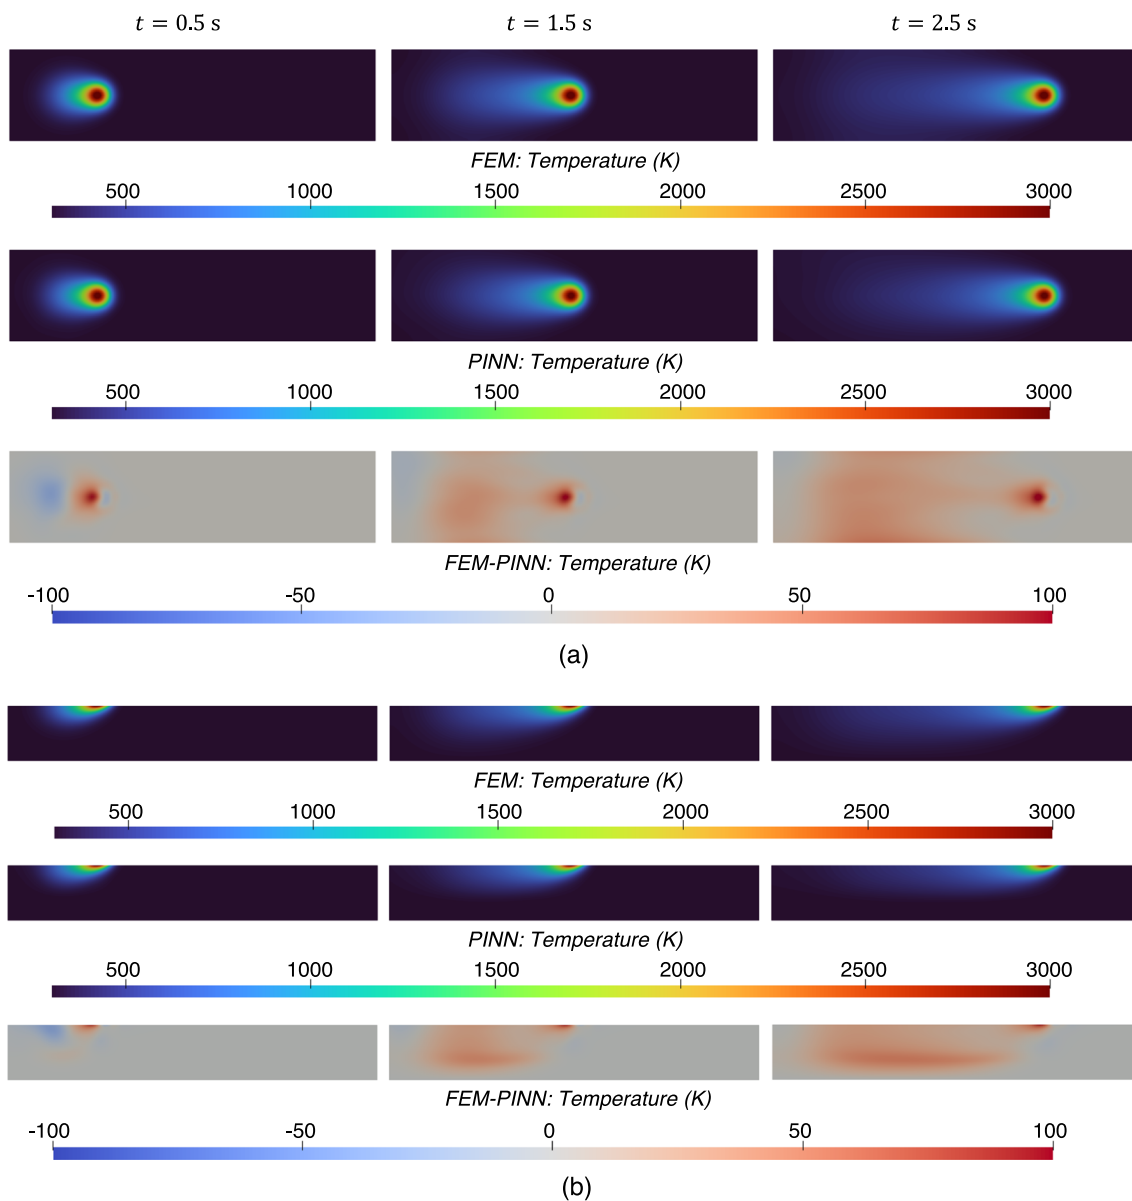 t = 0.5 s t = 1.5 s t = 2.5 s
FEM: Temperature (K)
500 1000 1500 2000 2500 3000
PINN: Temperature (K)
500 1000 1500 2000 2500 3000
FEM-PINN: Temperature (K)
-100 -50 0 50 100
(a)
FEM: Temperature (K)
500 1000 1500 2000 2500 3000
PINN: Temperature (K)
500 1000 1500 2000 2500 3000
FEM-PINN: Temperature (K)
-100 -50 0 50 100
(b)